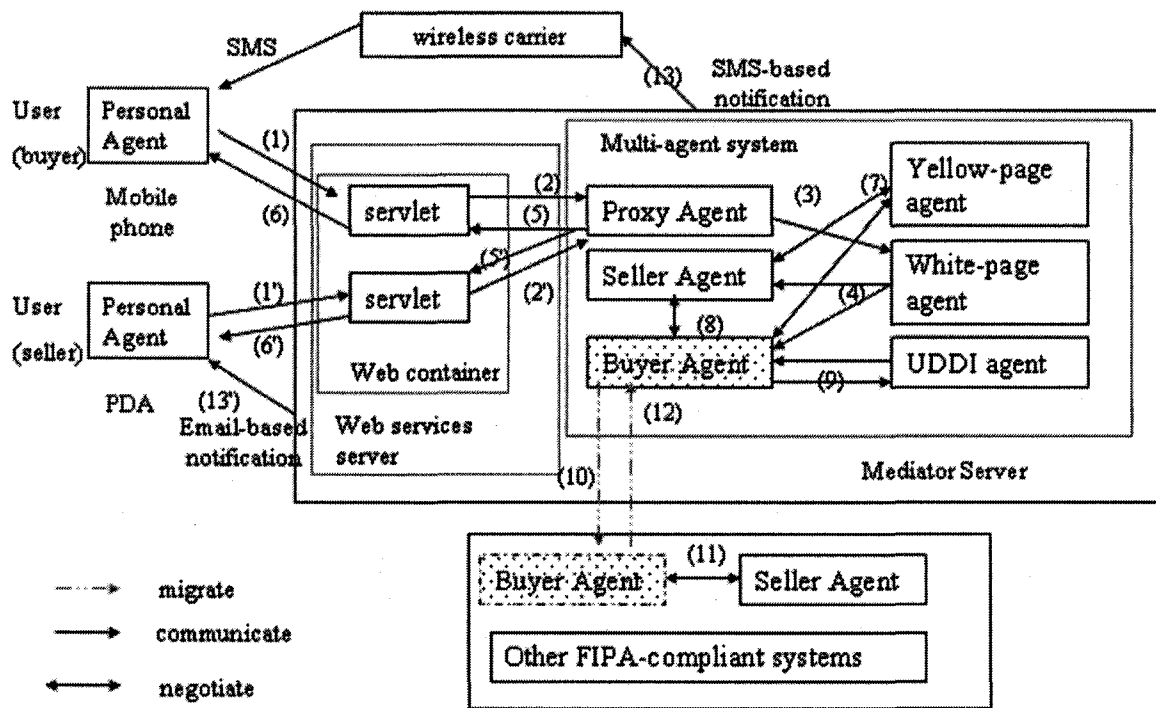 wireless carrier
SMS
(13)
SMS-based
notification
User
(buyer)
Personal
Agent
(1)
(6)
Mobile
phone
Multi-agent system
servlet
(2)
(5)
Proxy Agent
(3)
(7)
Yellow-page
agent
(5')
(2')
Seller Agent
(4)
White-page
agent
User
(seller)
Personal
Agent
(1')
(6')
servlet
(8)
Buyer Agent
(9)
UDDI agent
Web container
PDA
(13')
Email-based
notification
Web services
server
(12)
(10)
Mediator Server
Buyer Agent
(11)
Seller Agent
Other FIPA-compliant systems
migrate
communicate
negotiate